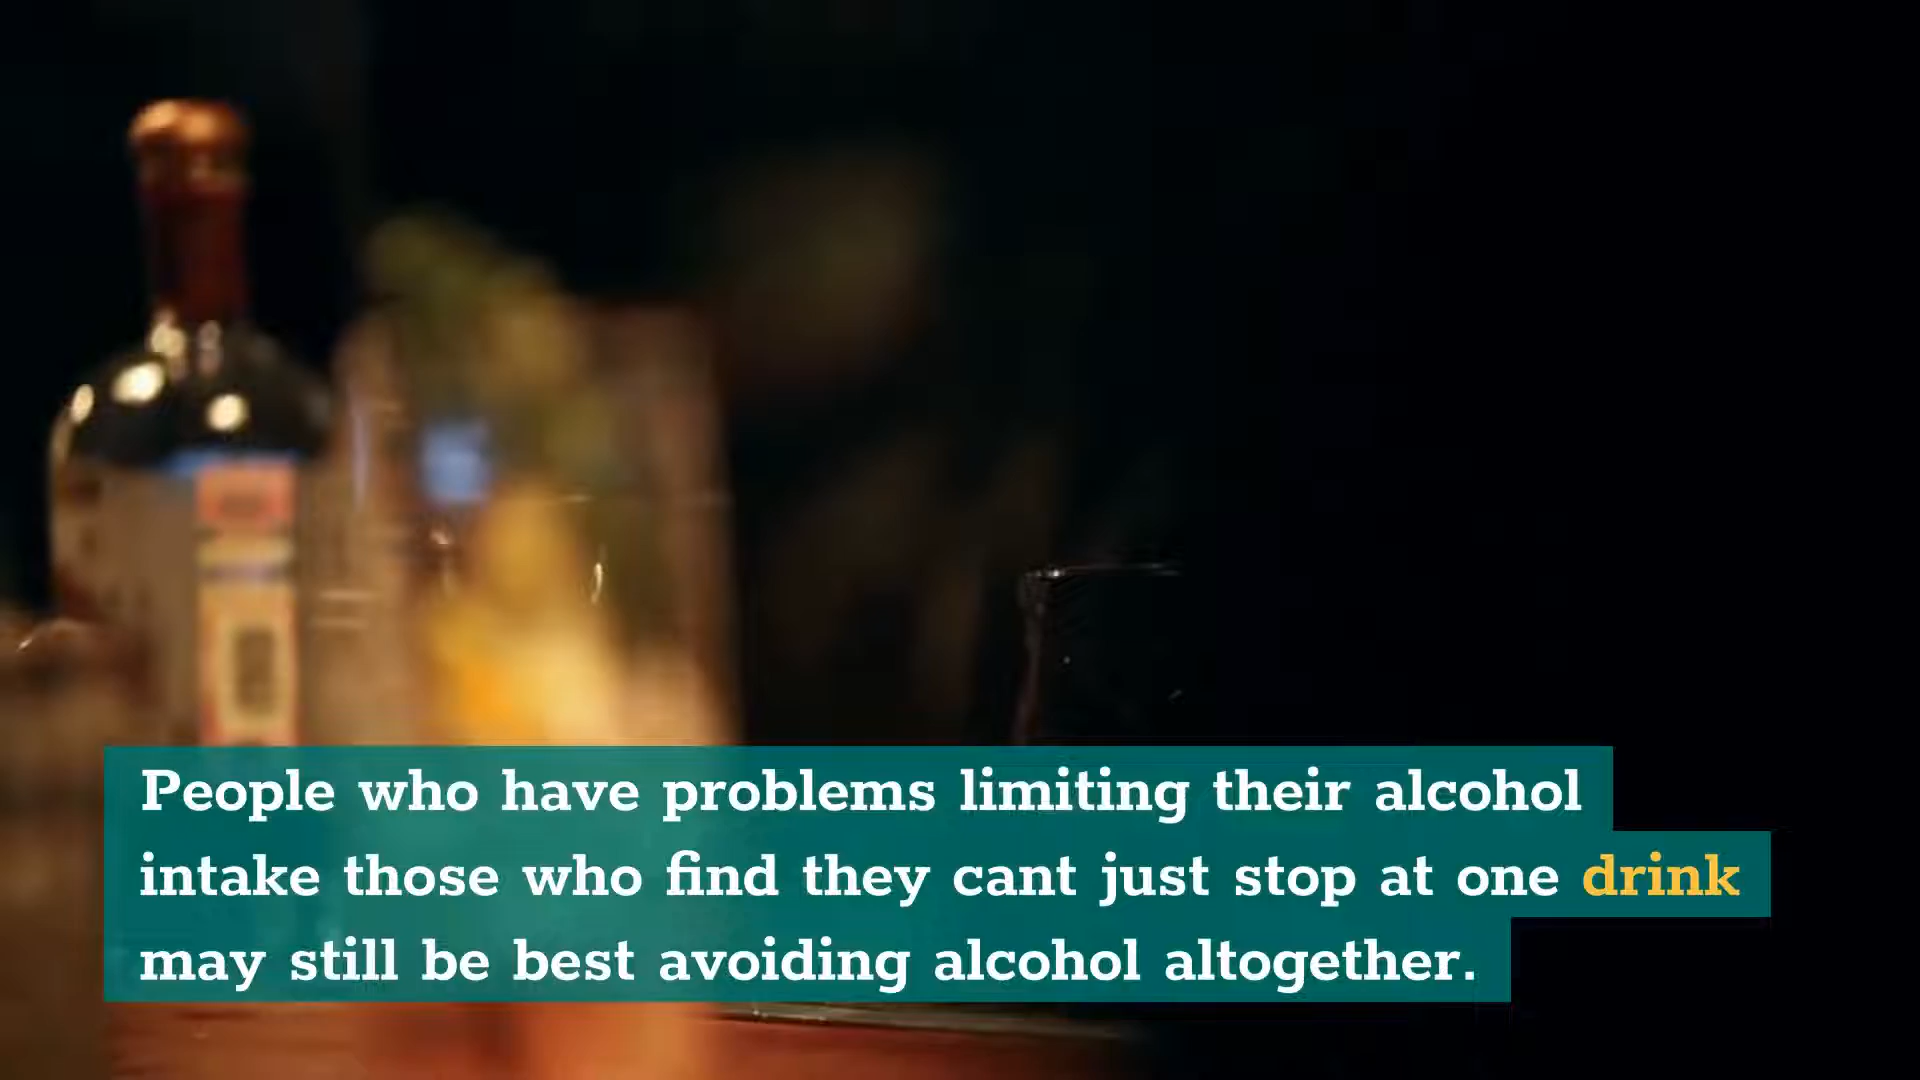 People who have problems limiting their alcohol
intake those who find they cant just stop at one drink
may still be best avoiding alcohol altogether.